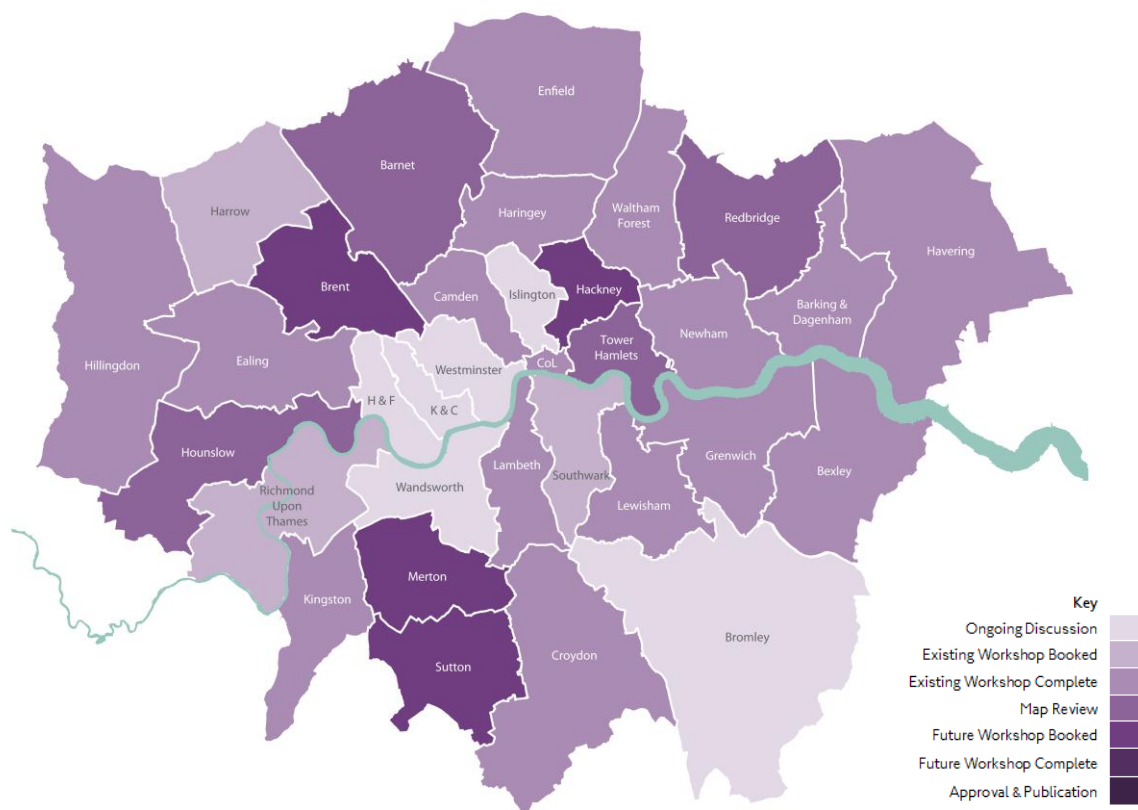 Enfield
Barnet
Harrow
Haringey
Waltham
Forest
Redbridge
Havering
Brent
Camden
Islington
Hackney
Barking &
Dagenham
Hillingdon
Ealing
Newham
Tower
Hamlets
Westminster
CoL
H & F
K & C
Hounslow
Lambeth
Southwark
Grenwich
Bexley
Wandsworth
Richmond
Upon
Thames
Lewisham
Merton
Kingston
Croydon
Bromley
Sutton
Key
Ongoing Discussion
Existing Workshop Booked
Existing Workshop Complete
Map Review
Future Workshop Booked
Future Workshop Complete
Approval & Publication